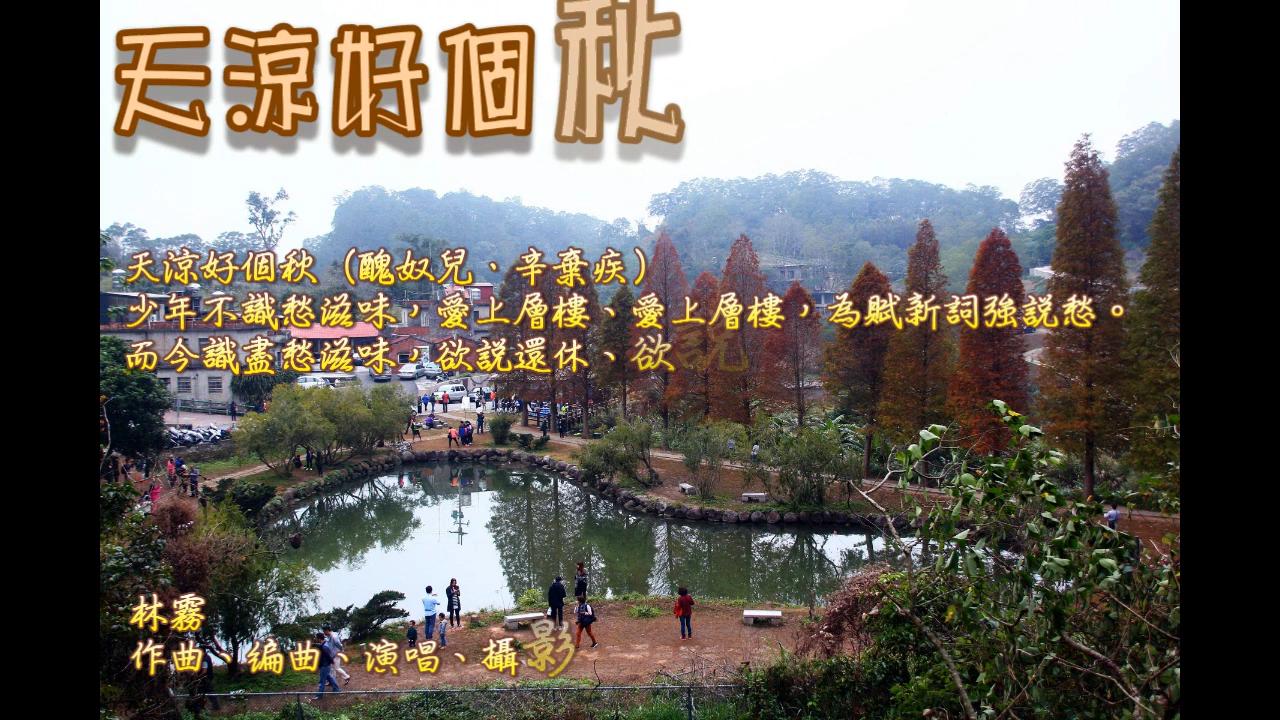 天涼好個秋
天涼好個秋（醜奴兒、辛棄疾）
少年不識愁滋味，愛上層樓、愛上層樓，為賦新詞強說愁。
而今識盡愁滋味，欲說還休、欲說
林霧
作曲、編曲、演唱、攝影